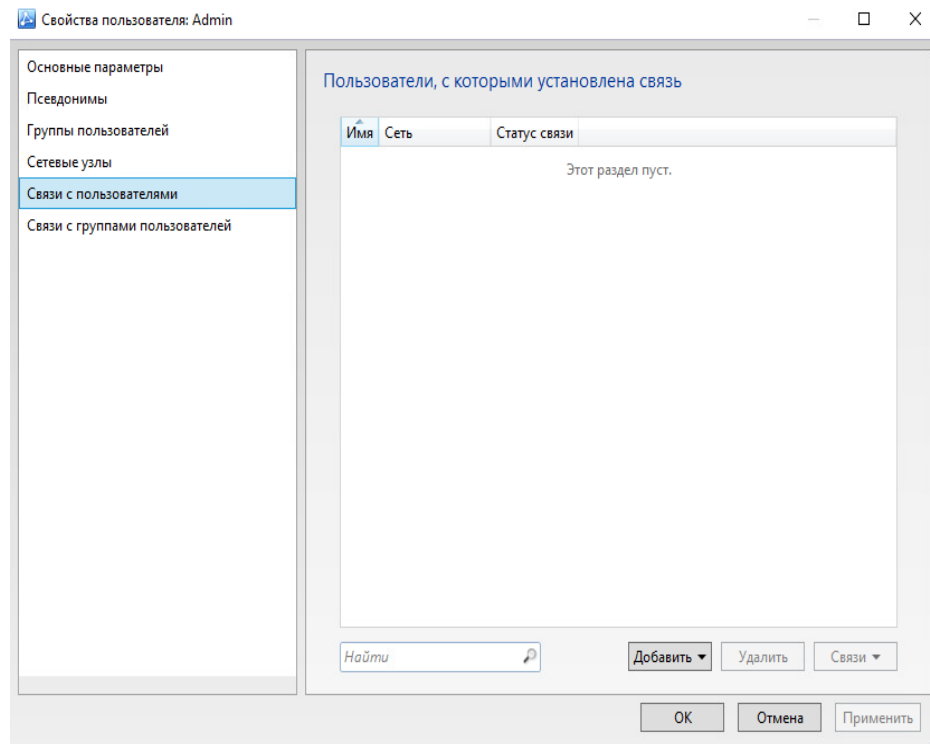 Свойства пользователя: Admin
Основные параметры
Псевдонимы
Группы пользователей
Сетевые узлы
Связи с пользователями
Связи с группами пользователей
Пользователи, с которыми установлена связь
Имя Сеть Статус связи
Этот раздел пуст.
Найти Добавить Удалить Связи
OK Отмена Применить